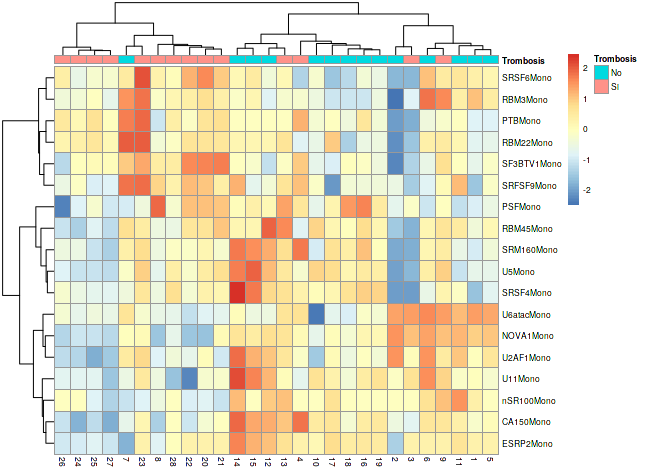 Trombosis
Trombosis
No
SI
2
1
0
-1
-2
SRSF6Mono
RBM3Mono
PTBMono
RBM22Mono
SF3BTV1Mono
SRFSF9Mono
PSFMono
RBM45Mono
SRM160Mono
U5Mono
SRSF4Mono
U6atacMono
NOVA1Mono
U2AF1Mono
U11Mono
nSR100Mono
CA150Mono
ESRP2Mono
26 24 25 27 7 23 8 28 22 20 21 14 15 12 13 4 10 17 18 16 19 2 3 6 9 11 1 5